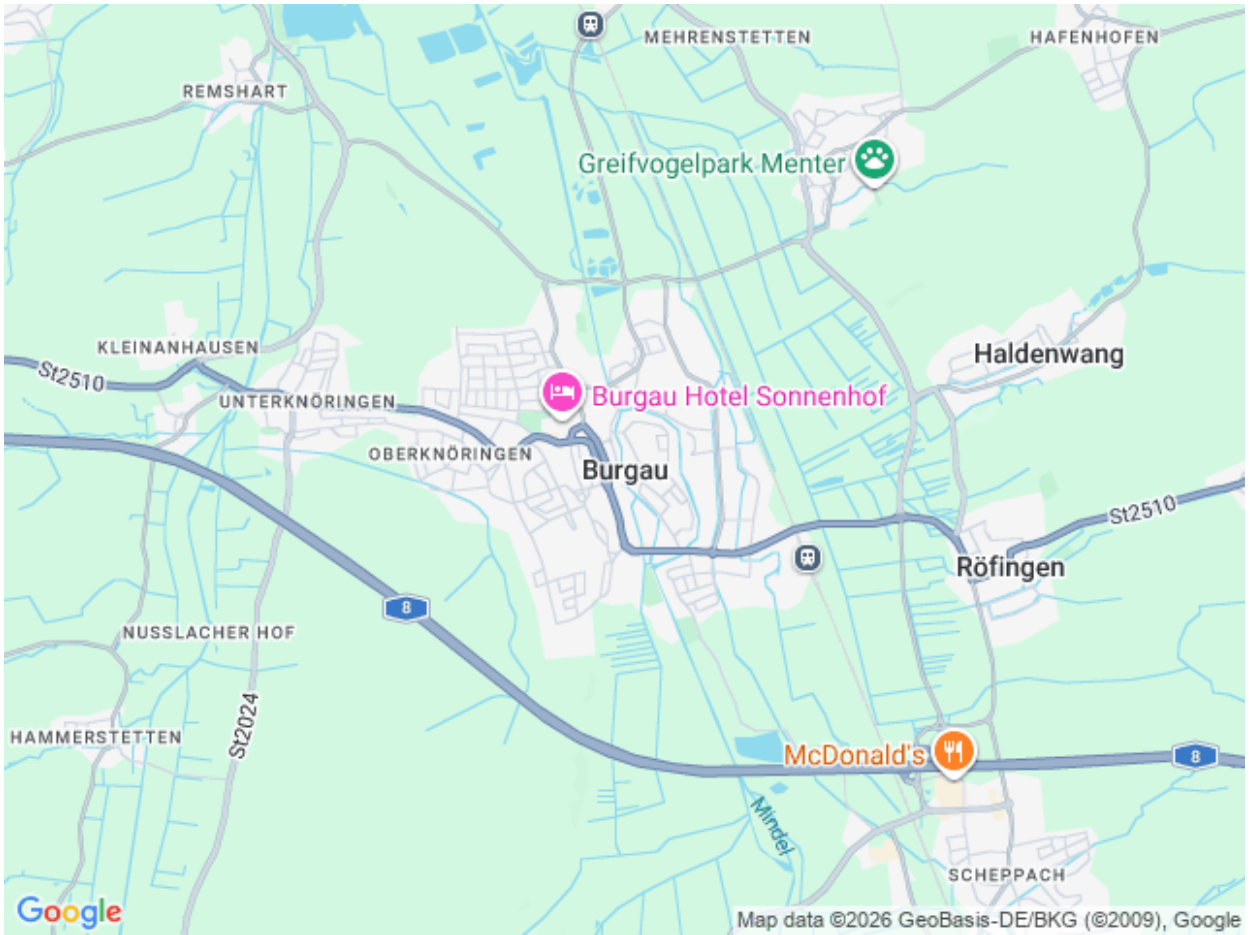 MEHRENSTETTEN
HAFENHOFEN
REMSHART
Greifvogelpark Menter
KLEINANHAUSEN
Haldenwang
St2510
UNTERKNÖRINGEN
Burgau Hotel Sonnenhof
OBERKNÖRINGEN
Burgau
St2510
Röfingen
8
NUSSLACHER HOF
St2024
HAMMERSTETTEN
McDonald's
8
Mindel
SCHEPPACH
Google
Map data ©2026 GeoBasis-DE/BKG (©2009), Google